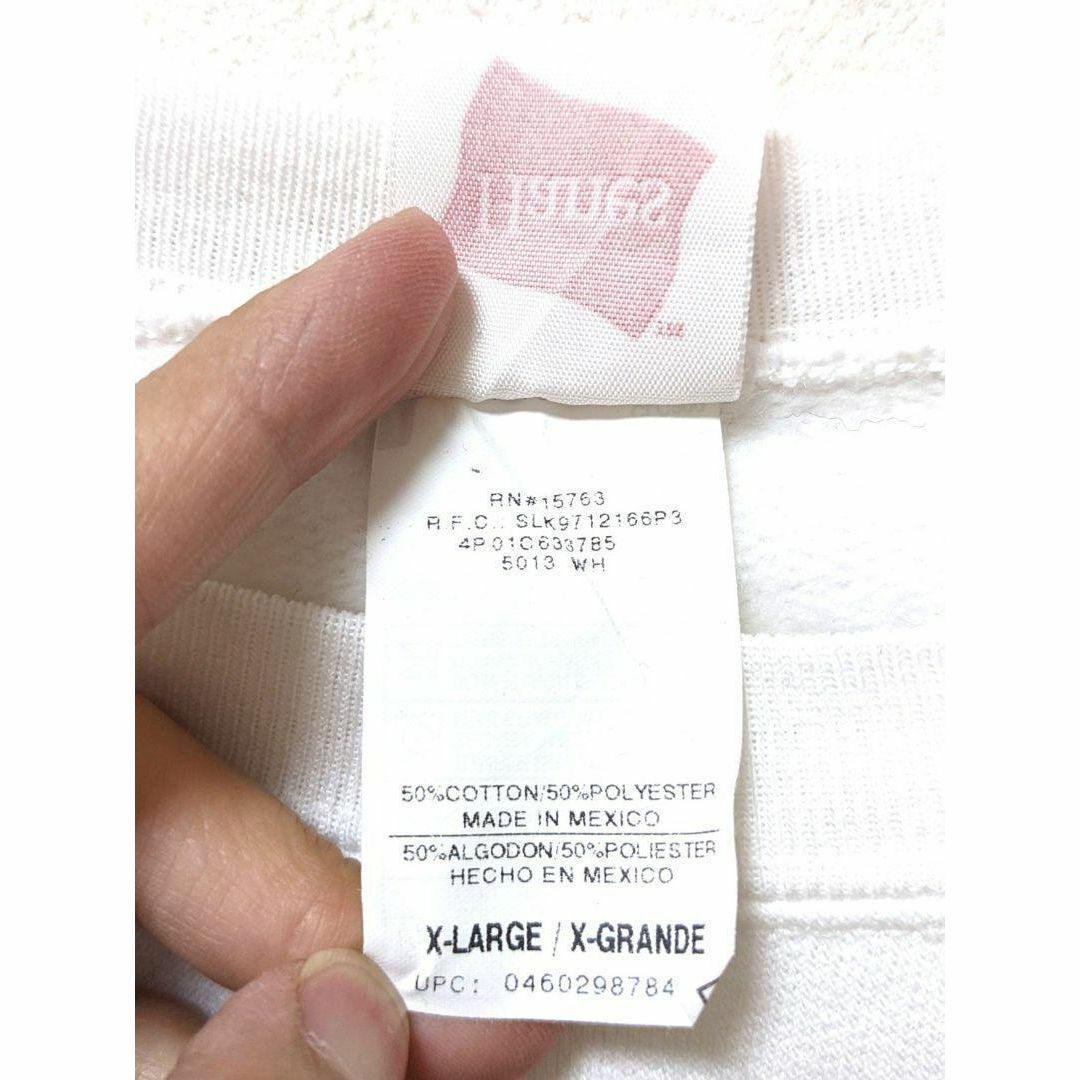 Hanes
RN#15763
R.F.C.. SLK9712166P3
4P01C633785
5013 WH
50%COTTON/50%POLYESTER
MADE IN MEXICO
50%ALGODON/50%POLIESTER
HECHO EN MEXICO
X-LARGE / X-GRANDE
UPC: 0460298784